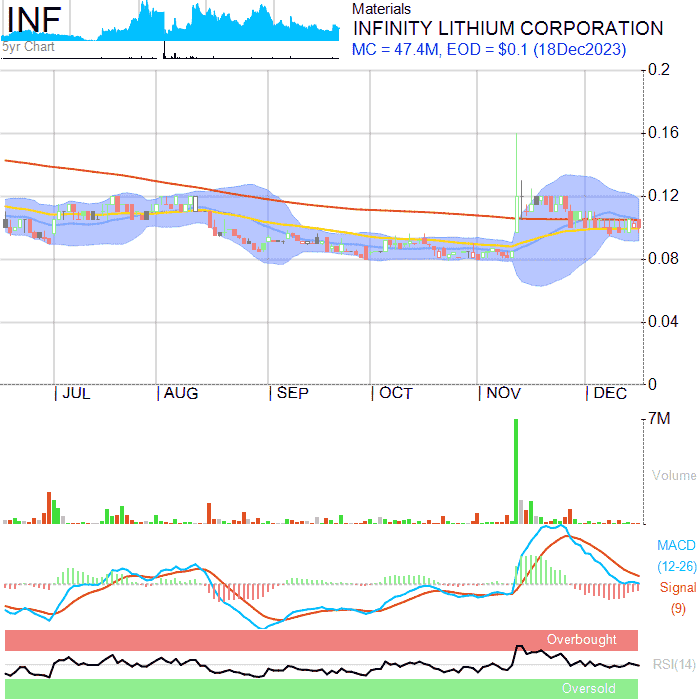 INF
5yr Chart
Materials
INFINITY LITHIUM CORPORATION
MC = 47.4M, EOD = $0.1 (18Dec2023)
0.2
0.16
0.12
0.08
0.04
0
JUL AUG SEP OCT NOV DEC
7M
Volume
MACD
(12-26)
Signal
(9)
Overbought
RSI(14)
Oversold